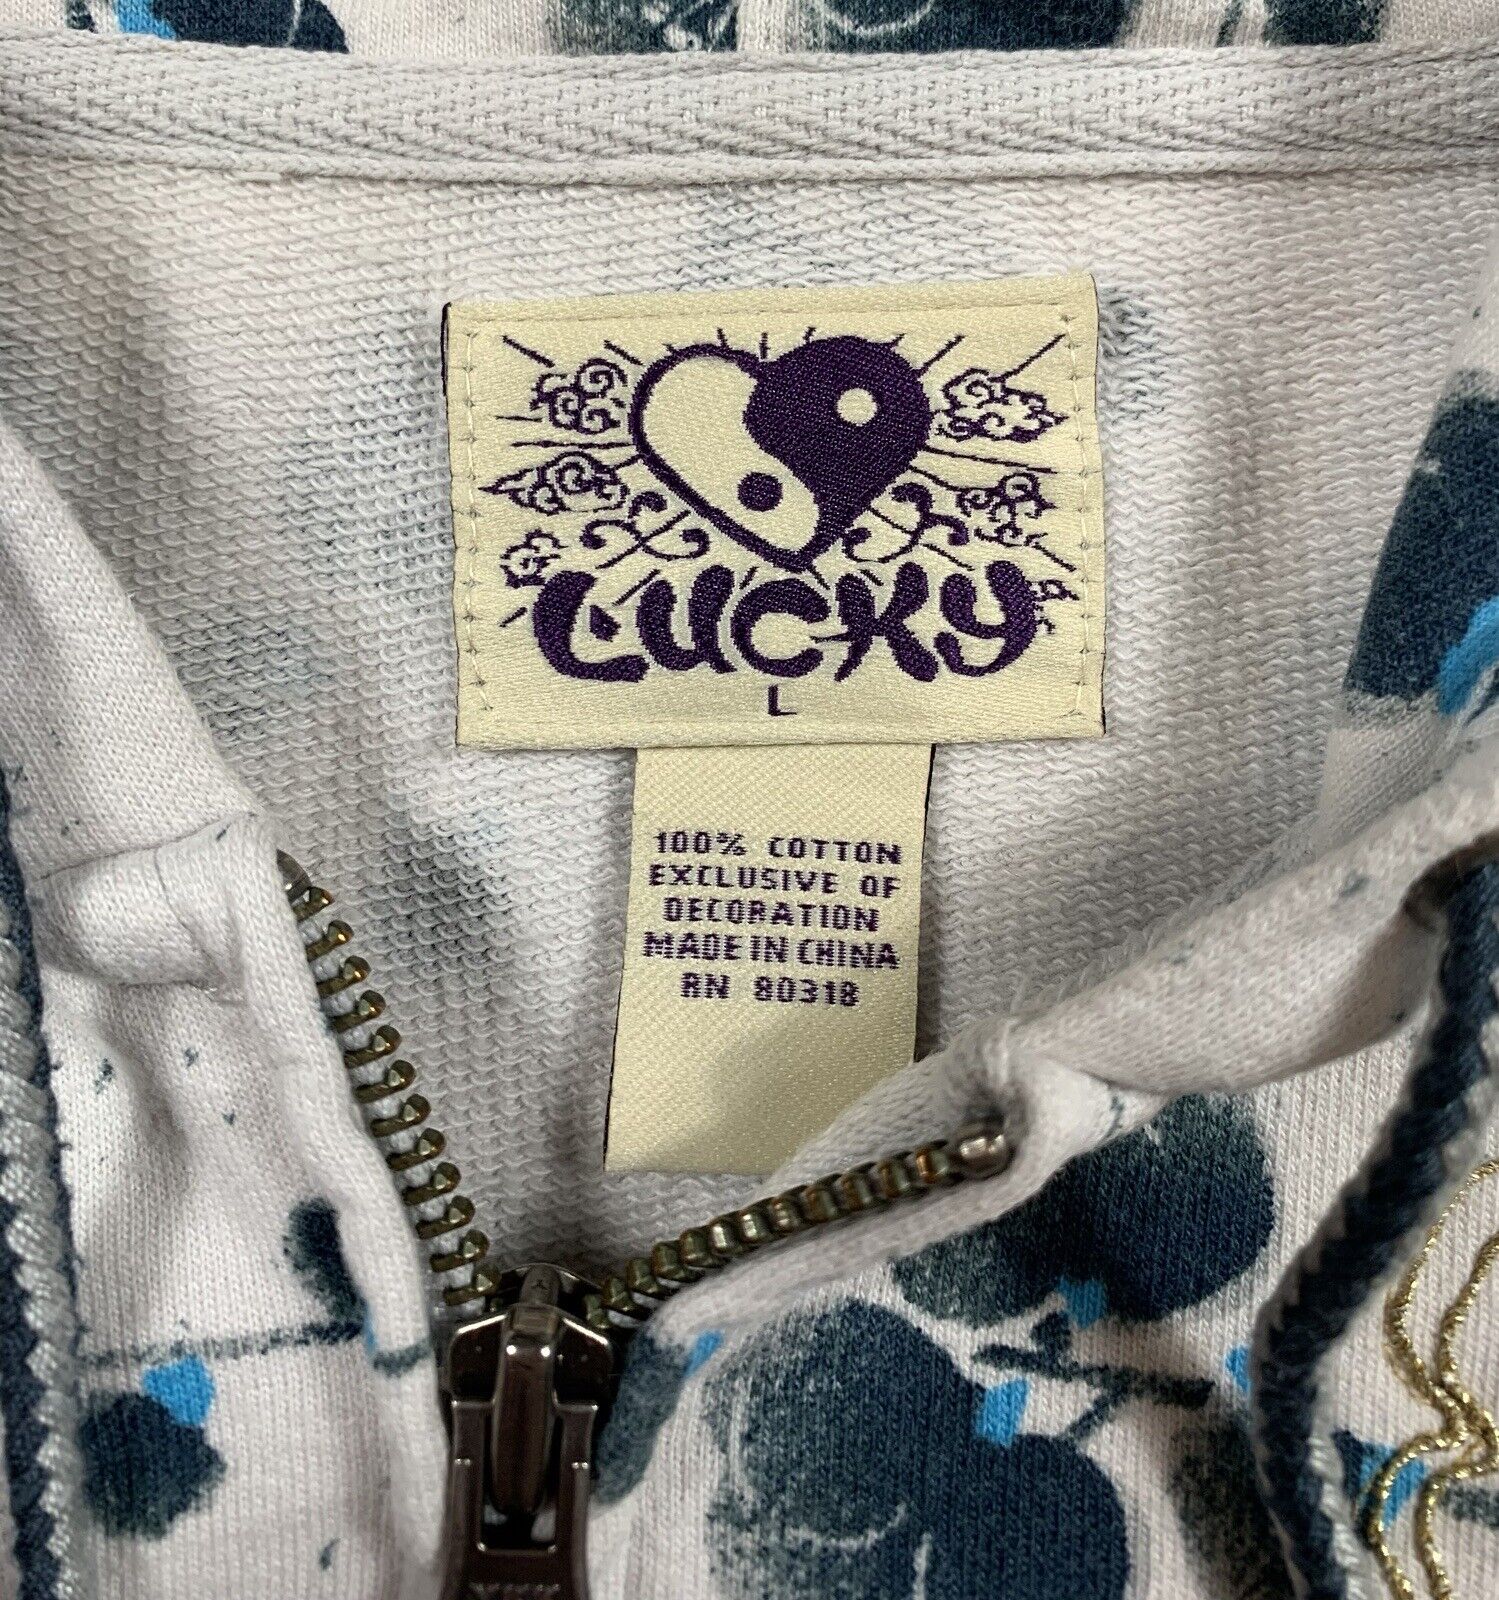 LUCKY
L
100% COTTON
EXCLUSIVE OF
DECORATION
MADE IN CHINA
RN 80318